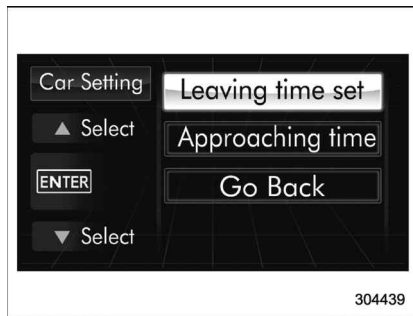 Car Setting
▲ Select
ENTER
▼ Select
Leaving time set
Approaching time
Go Back
304439